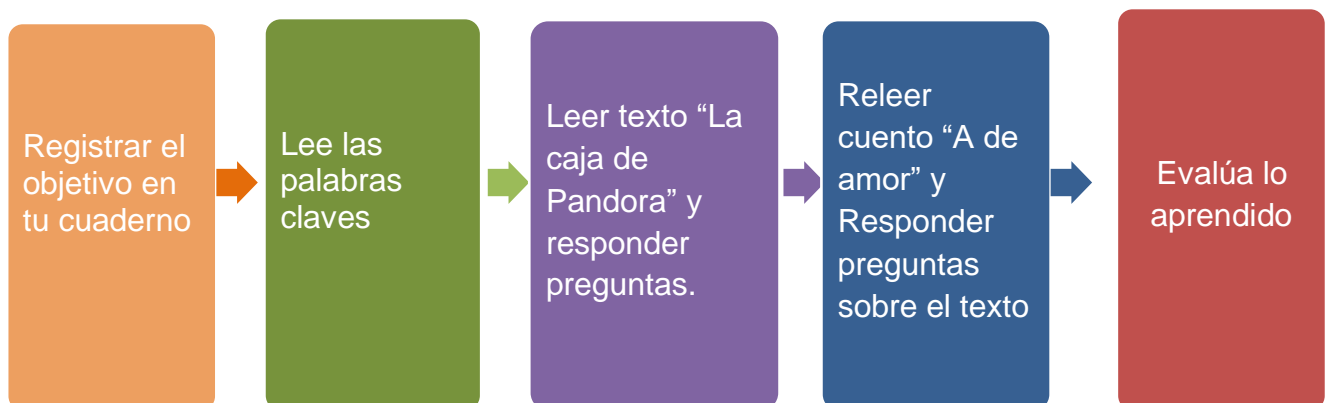 Registrar el
objetivo en
tu cuaderno
Lee las
palabras
claves
Leer texto “La
caja de
Pandora” y
responder
preguntas.
Releer
cuento “A de
amor” y
Responder
preguntas
sobre el texto
Evalúa lo
aprendido